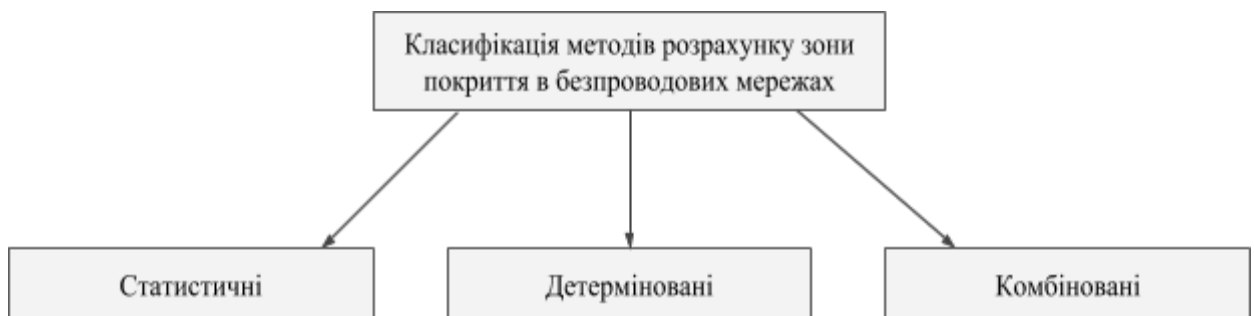 Класифікація методів розрахунку зони
покриття в безпроводових мережах
Статистичні
Детерміновані
Комбіновані